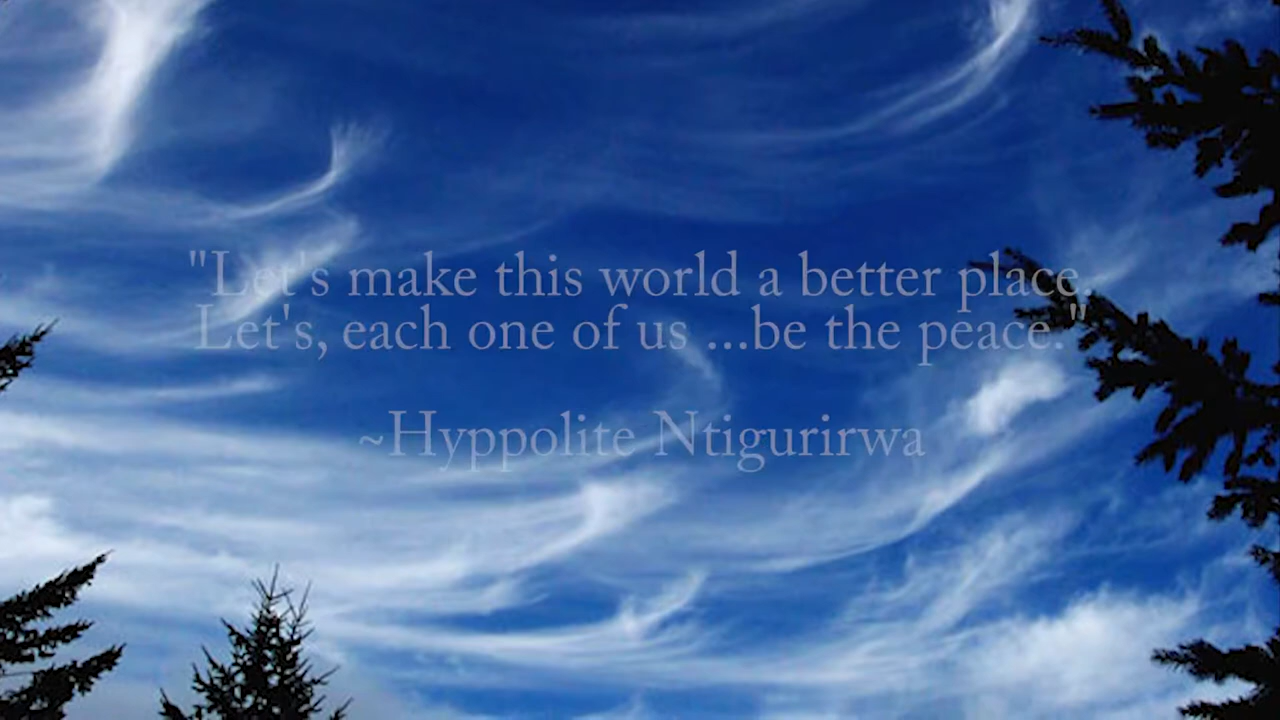 "Let's make this world a better place.
Let's, each one of us ...be the peace."
~Hyppolite Ntigurirwa